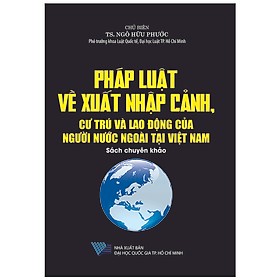 CHỦ BIÊN
TS. NGÔ HỮU PHƯỚC
Phó trưởng khoa Luật Quốc tế, Đại học Luật TP. Hồ Chí Minh
PHÁP LUẬT
VỀ XUẤT NHẬP CẢNH,
CƯ TRÚ VÀ LAO ĐỘNG CỦA
NGƯỜI NƯỚC NGOÀI TẠI VIỆT NAM
Sách chuyên khảo
NHÀ XUẤT BẢN
ĐẠI HỌC QUỐC GIA TP. HỒ CHÍ MINH